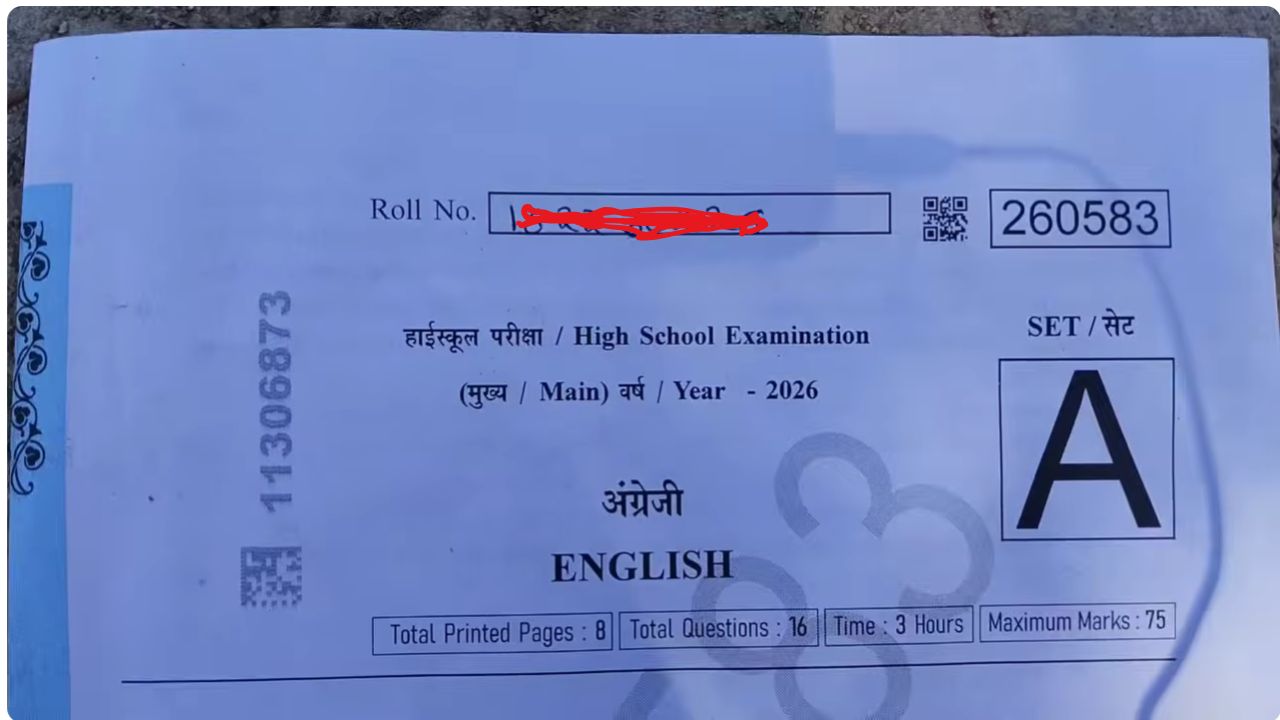 Roll No.
260583
हाईस्कूल परीक्षा / High School Examination
SET / सेट
(मुख्य / Main) वर्ष / Year - 2026
A
11306873
अंग्रेजी
ENGLISH
Total Printed Pages : 8 Total Questions : 16 Time : 3 Hours Maximum Marks : 75